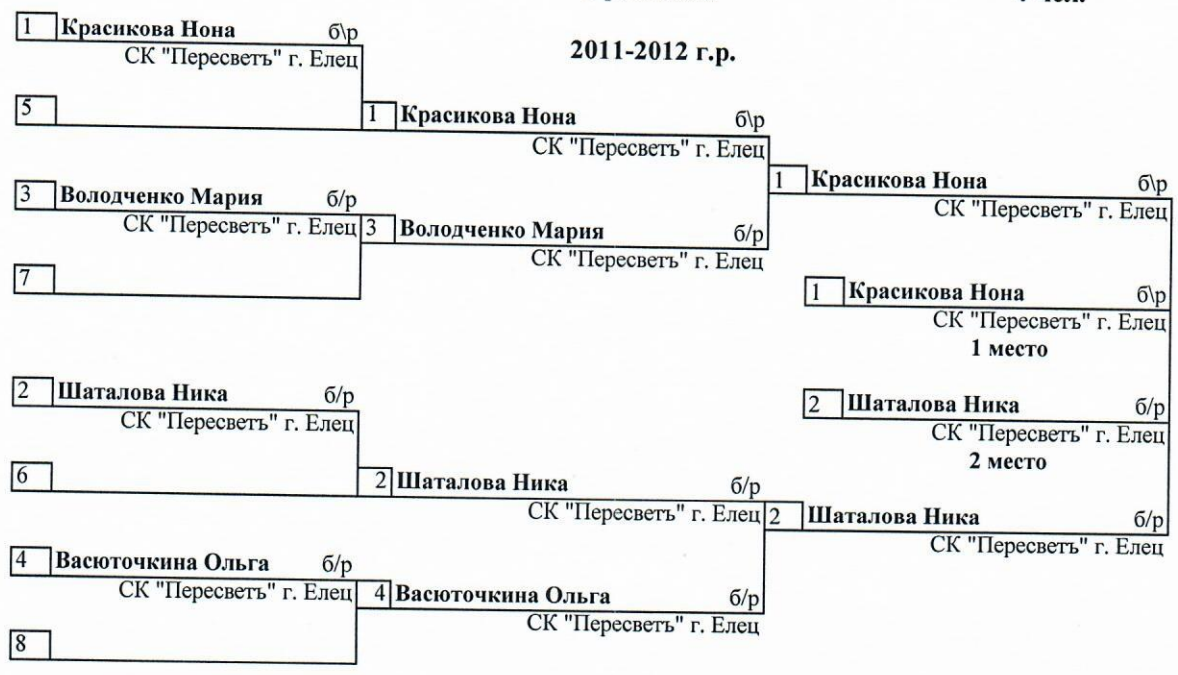 чел.
1 Красикова Нона б\р
СК "Пересветъ" г. Елец
2011-2012 г.р.
5
1 Красикова Нона б\р
СК "Пересветъ" г. Елец
1 Красикова Нона б\р
СК "Пересветъ" г. Елец
3 Володченко Мария б/р
СК "Пересветъ" г. Елец
3 Володченко Мария б/р
СК "Пересветъ" г. Елец
7
1 Красикова Нона б\р
СК "Пересветъ" г. Елец
1 место
2 Шаталова Ника б/р
СК "Пересветъ" г. Елец
2 Шаталова Ника б/р
СК "Пересветъ" г. Елец
2 место
6
2 Шаталова Ника б/р
СК "Пересветъ" г. Елец
2 Шаталова Ника б/р
СК "Пересветъ" г. Елец
4 Васюточкина Ольга б/р
СК "Пересветъ" г. Елец
4 Васюточкина Ольга б/р
СК "Пересветъ" г. Елец
8